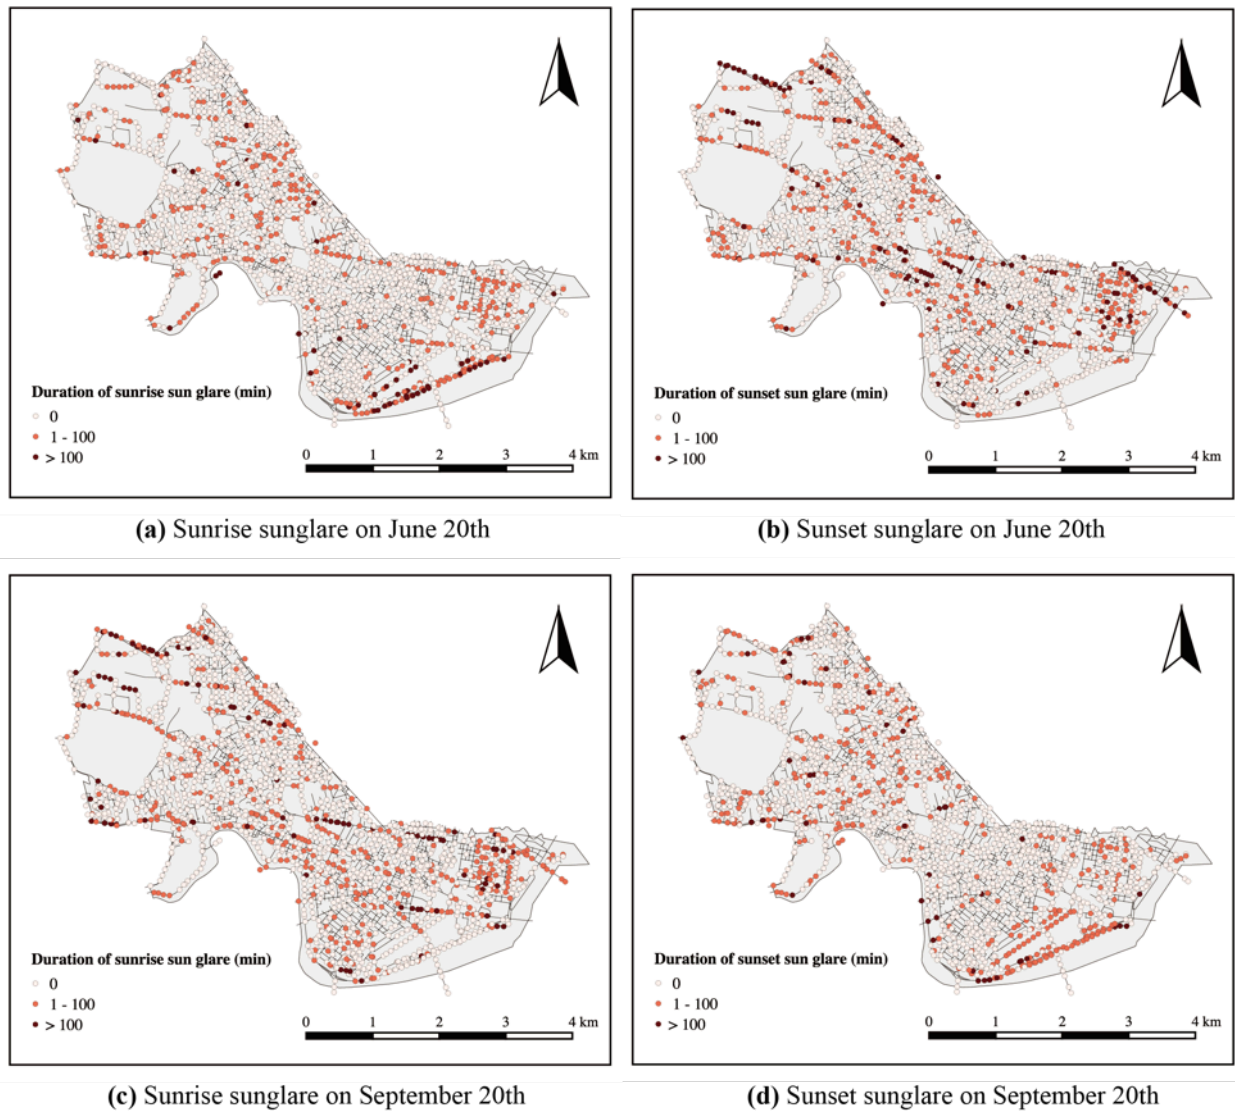 Duration of sunrise sun glare (min)
0
1 - 100
> 100
0 1 2 3 4 km
(a) Sunrise sunglare on June 20th
Duration of sunset sun glare (min)
0
1 - 100
> 100
0 1 2 3 4 km
(b) Sunset sunglare on June 20th
Duration of sunrise sun glare (min)
0
1 - 100
> 100
0 1 2 3 4 km
(c) Sunrise sunglare on September 20th
Duration of sunset sun glare (min)
0
1 - 100
> 100
0 1 2 3 4 km
(d) Sunset sunglare on September 20th